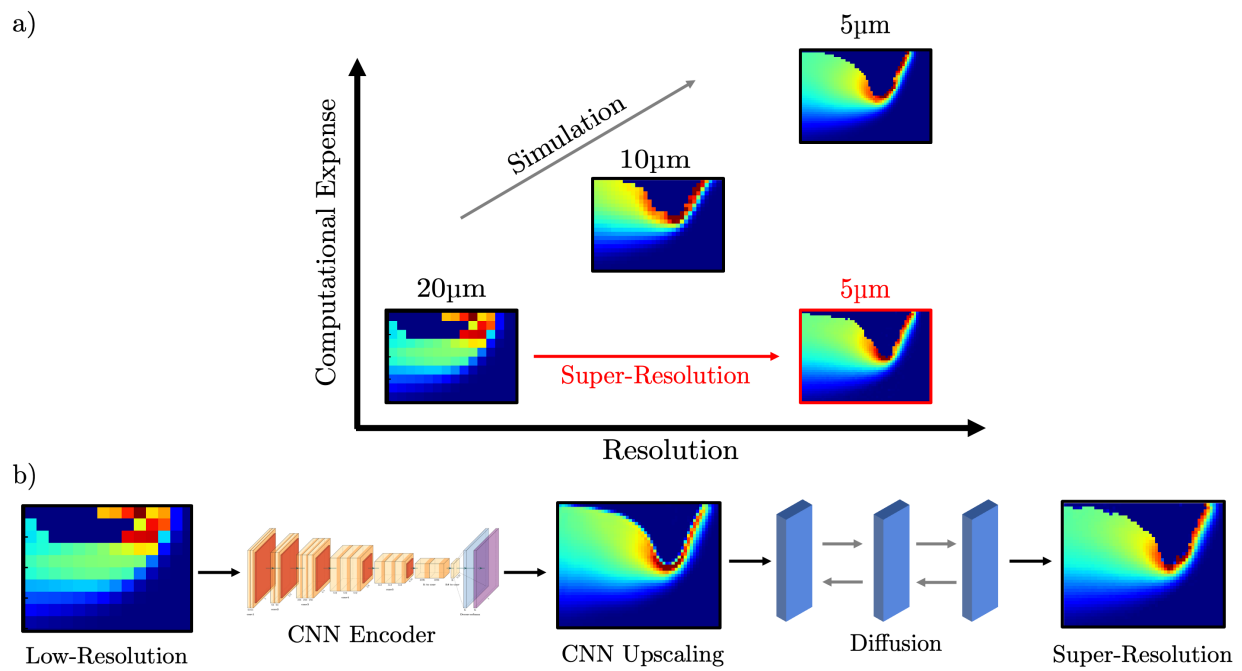 a)
5µm
Computational Expense
Simulation
10µm
20µm
5µm
Super-Resolution
Resolution
b)
CNN Encoder
Low-Resolution
CNN Upscaling
Diffusion
Super-Resolution